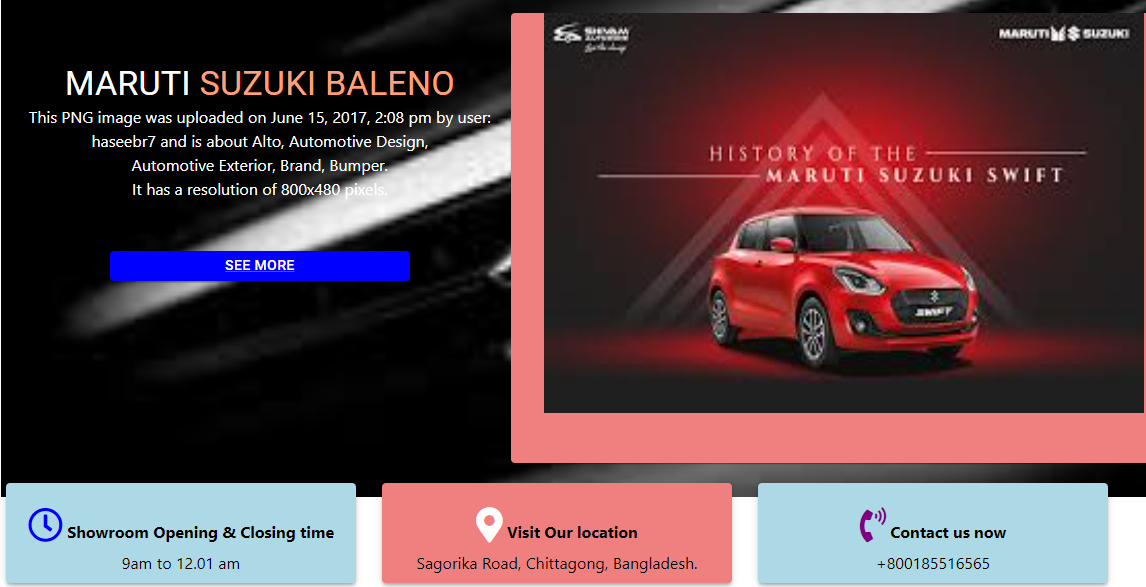 MARUTI SUZUKI BALENO
This PNG image was uploaded on June 15, 2017, 2:08 pm by user:
haseebr7 and is about Alto, Automotive Design,
Automotive Exterior, Brand, Bumper.
It has a resolution of 800x480 pixels.
SEE MORE
SHIVAM
MARUTI SUZUKI
HISTORY OF THE
MARUTI SUZUKI SWIFT
SWIFT
Showroom Opening & Closing time
9am to 12.01 am
Visit Our location
Sagorika Road, Chittagong, Bangladesh.
Contact us now
+800185516565